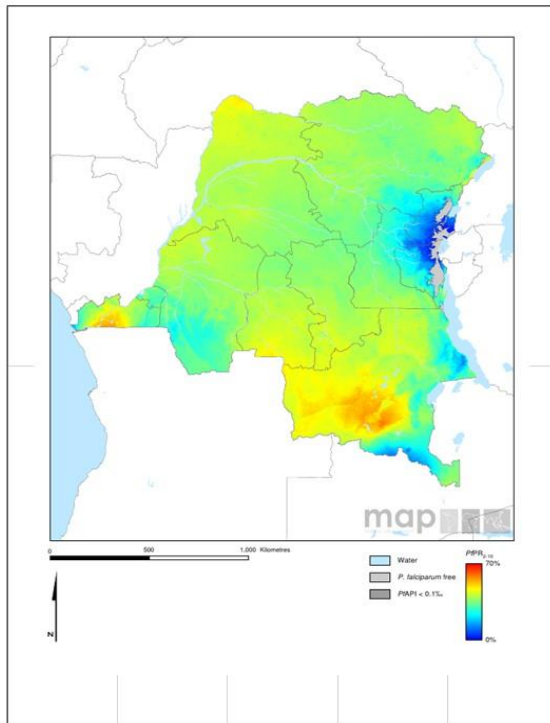 map
0 500 1,000 Kilometres
Water
P. falciparum free
PfAPI < 0.1‰
PfPR2-10
70%
0%
N